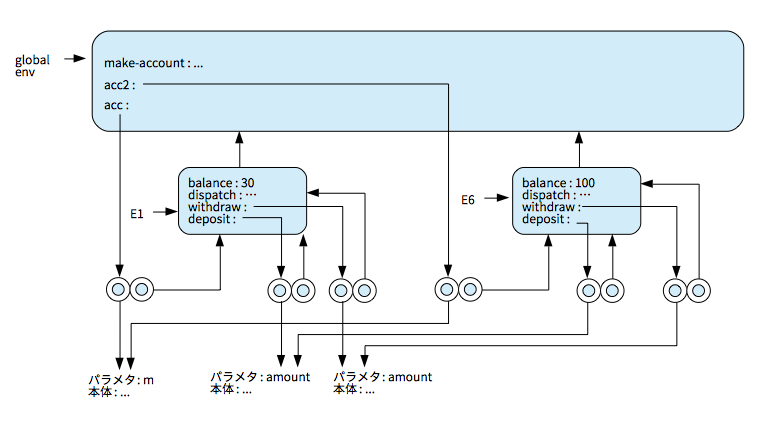 global
env
make-account : ...
acc2 :
acc :
E1
balance : 30
dispatch : ...
withdraw :
deposit :
E6
balance : 100
dispatch : ...
withdraw :
deposit :
パラメタ : m
本体 : ...
パラメタ : amount
本体 : ...
パラメタ : amount
本体 : ...